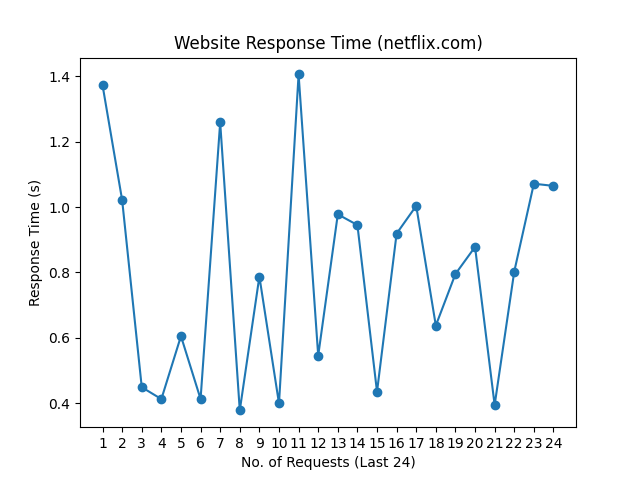 Website Response Time (netflix.com)
1.4
1.2
1.0
0.8
0.6
0.4
Response Time (s)
1 2 3 4 5 6 7 8 9 10 11 12 13 14 15 16 17 18 19 20 21 22 23 24
No. of Requests (Last 24)